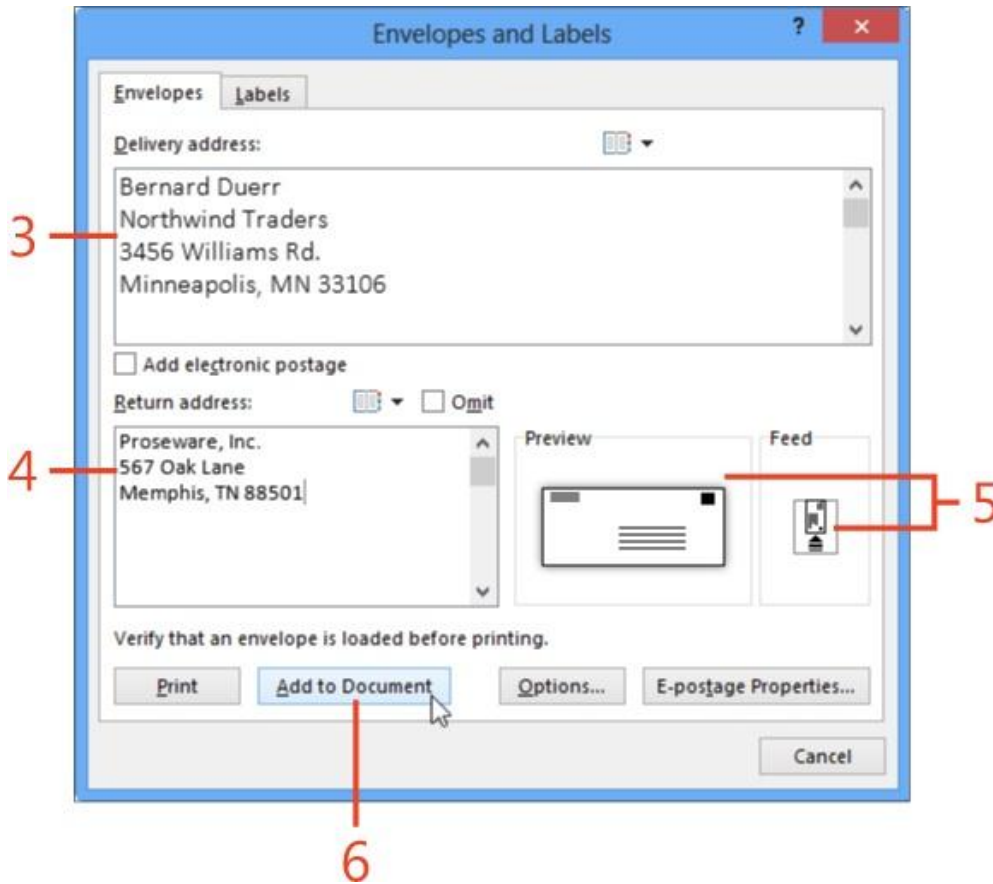 Envelopes and Labels ?
Envelopes Labels
Delivery address:
Bernard Duerr
3 Northwind Traders
3456 Williams Rd.
Minneapolis, MN 33106
Add electronic postage
Return address: Omit
Proseware, Inc. Preview Feed
4 567 Oak Lane
Memphis, TN 88501
5
Verify that an envelope is loaded before printing.
Print Add to Document Options... E-postage Properties...
Cancel
6